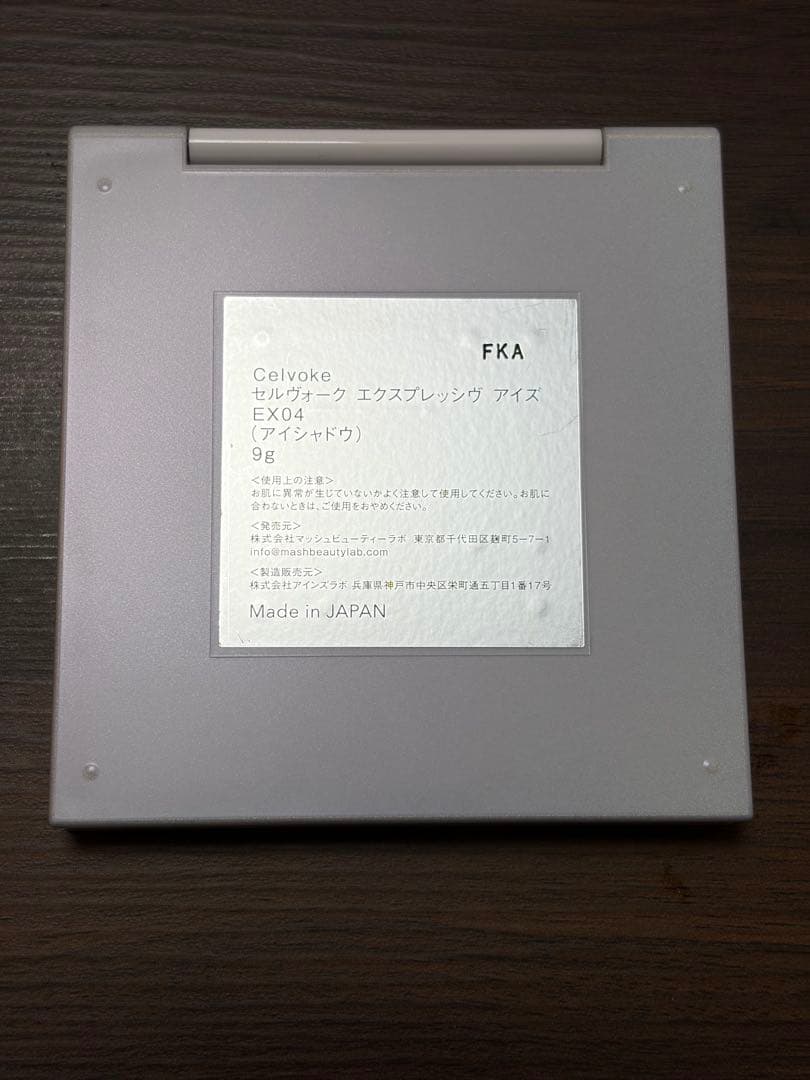 FKA
Celvoke
セルヴォーク エクスプレッシヴ アイズ
EX04
(アイシャドウ)
9g
<使用上の注意>
お肌に異常が生じていないかよく注意して使用してください。お肌に
合わないときは、ご使用をおやめください。
<発売元>
株式会社マッシュビューティーラボ 東京都千代田区麹町5-7-1
info@mashbeautylab.com
<製造販売元>
株式会社アインズラボ 兵庫県神戸市中央区栄町通五丁目1番17号
Made in JAPAN